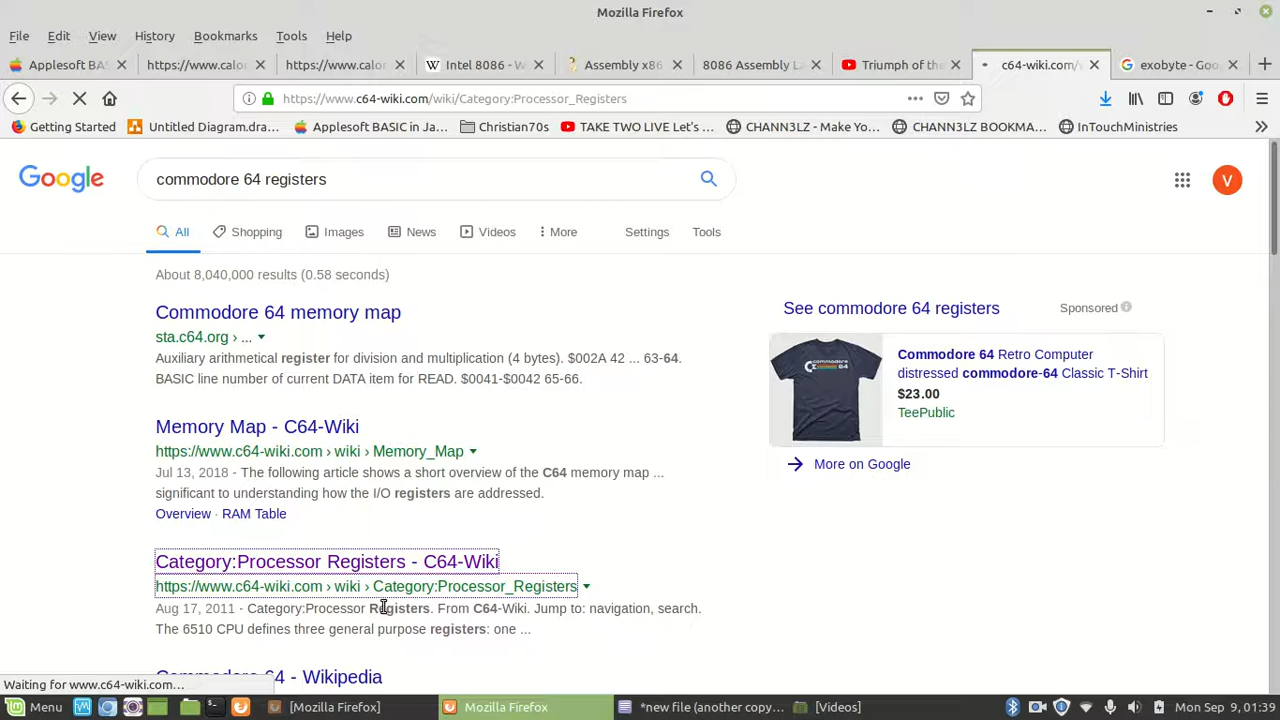 Mozilla Firefox
File Edit View History Bookmarks Tools Help
Applesoft BAS
https://www.calor
https://www.calor
W Intel 8086 - W
Assembly x86
8086 Assembly La
Triumph of the
c64-wiki.com/
exobyte - Goo
https://www.c64-wiki.com/wiki/Category:Processor_Registers
Getting Started
Untitled Diagram.dra...
Applesoft BASIC in Ja...
Christian70s
TAKE TWO LIVE Let's ...
CHANN3LZ - Make Yo...
CHANN3LZ BOOKMA...
InTouchMinistries
Google
commodore 64 registers
V
All Shopping Images News Videos More Settings Tools
About 8,040,000 results (0.58 seconds)
Commodore 64 memory map
sta.c64.org › ...
Auxiliary arithmetical register for division and multiplication (4 bytes). $002A 42 ... 63-64.
BASIC line number of current DATA item for READ. $0041-$0042 65-66.
Memory Map - C64-Wiki
https://www.c64-wiki.com › wiki › Memory_Map
Jul 13, 2018 - The following article shows a short overview of the C64 memory map ...
significant to understanding how the I/O registers are addressed.
Overview · RAM Table
Category:Processor Registers - C64-Wiki
https://www.c64-wiki.com › wiki › Category:Processor_Registers
Aug 17, 2011 - Category:Processor Registers. From C64-Wiki. Jump to: navigation, search.
The 6510 CPU defines three general purpose registers: one ...
Commodore 64 - Wikipedia
See commodore 64 registers
Sponsored
commodore
Commodore 64 Retro Computer
distressed commodore-64 Classic T-Shirt
$23.00
TeePublic
More on Google
Waiting for www.c64-wiki.com...
Menu
[Mozilla Firefox]
Mozilla Firefox
*new file (another copy...
[Videos]
Mon Sep 9, 01:39